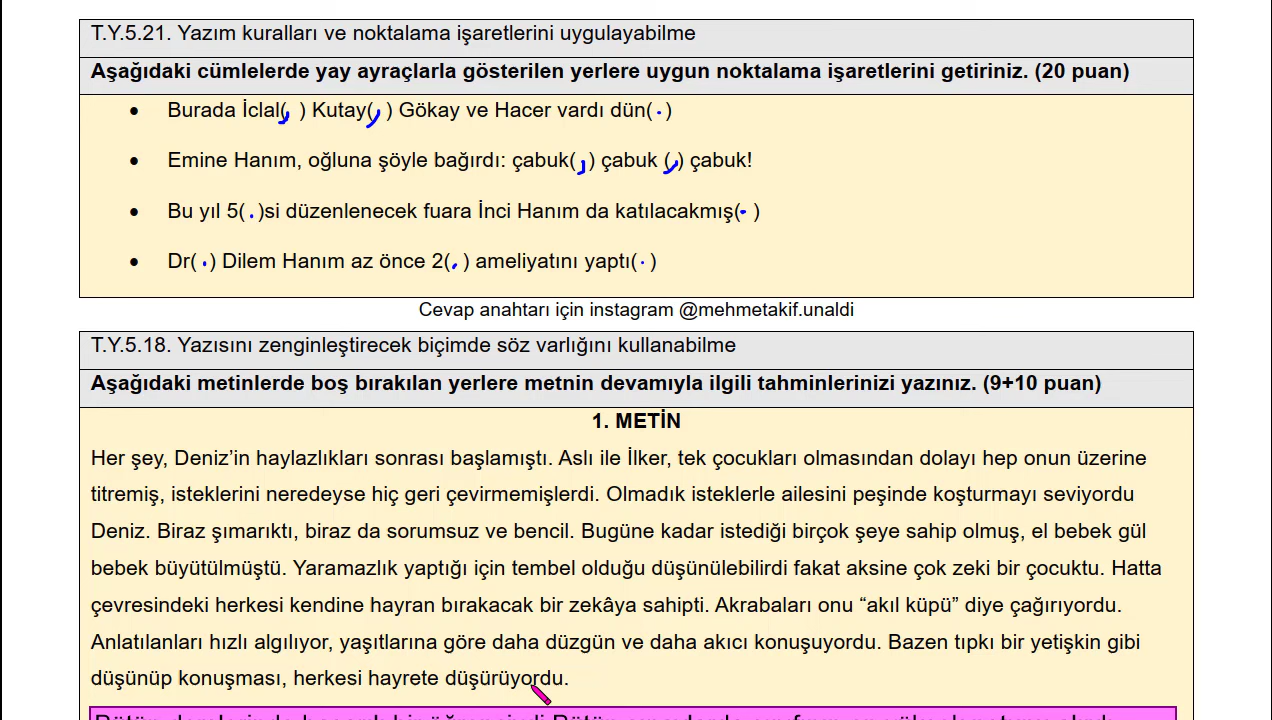 T.Y.5.21. Yazım kuralları ve noktalama işaretlerini uygulayabilme
Aşağıdaki cümlelerde yay ayraçlarla gösterilen yerlere uygun noktalama işaretlerini getiriniz. (20 puan)
• Burada İclal(, ) Kutay(, ) Gökay ve Hacer vardı dün(. )
• Emine Hanım, oğluna şöyle bağırdı: çabuk(,) çabuk (,) çabuk!
• Bu yıl 5(.)si düzenlenecek fuara İnci Hanım da katılacakmış(. )
• Dr(.) Dilem Hanım az önce 2(. ) ameliyatını yaptı(. )
Cevap anahtarı için instagram @mehmetakif.unaldi
T.Y.5.18. Yazısını zenginleştirecek biçimde söz varlığını kullanabilme
Aşağıdaki metinlerde boş bırakılan yerlere metnin devamıyla ilgili tahminlerinizi yazınız. (9+10 puan)
1. METİN
Her şey, Deniz’in haylazlıkları sonrası başlamıştı. Aslı ile İlker, tek çocukları olmasından dolayı hep onun üzerine
titremiş, isteklerini neredeyse hiç geri çevirmemişlerdi. Olmadık isteklerle ailesini peşinde koşturmayı seviyordu
Deniz. Biraz şımarıktı, biraz da sorumsuz ve bencil. Bugüne kadar istediği birçok şeye sahip olmuş, el bebek gül
bebek büyütülmüştü. Yaramazlık yaptığı için tembel olduğu düşünülebilirdi fakat aksine çok zeki bir çocuktu. Hatta
çevresindeki herkesi kendine hayran bırakacak bir zekâya sahipti. Akrabaları onu “akıl küpü” diye çağırıyordu.
Anlatılanları hızlı algılıyor, yaşıtlarına göre daha düzgün ve daha akıcı konuşuyordu. Bazen tıpkı bir yetişkin gibi
düşünüp konuşması, herkesi hayrete düşürüyordu.